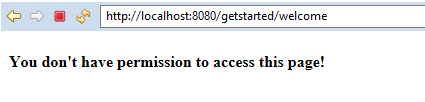 http://localhost:8080/getstarted/welcome
You don't have permission to access this page!